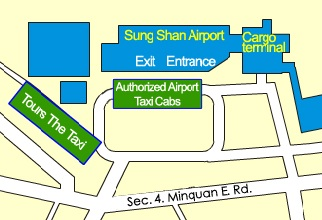 Sung Shan Airport
Cargo
terminal
Exit Entrance
Authorized Airport
Taxi Cabs
Tours The Taxi
Sec. 4. Minquan E. Rd.